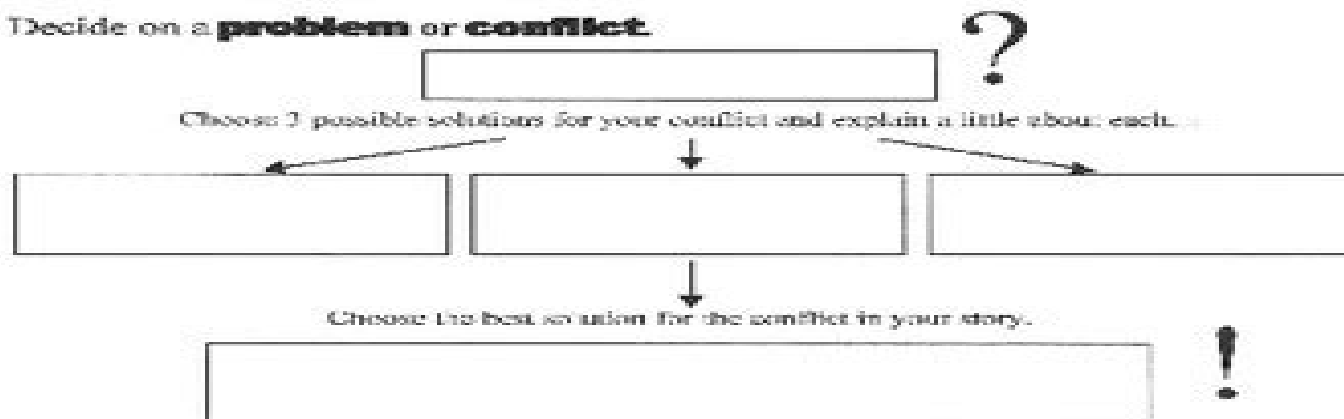 Decide on a problem or conflict.
?
Choose 3 possible solutions for your conflict and explain a little about each.
Choose the best solution for the conflict in your story.
!